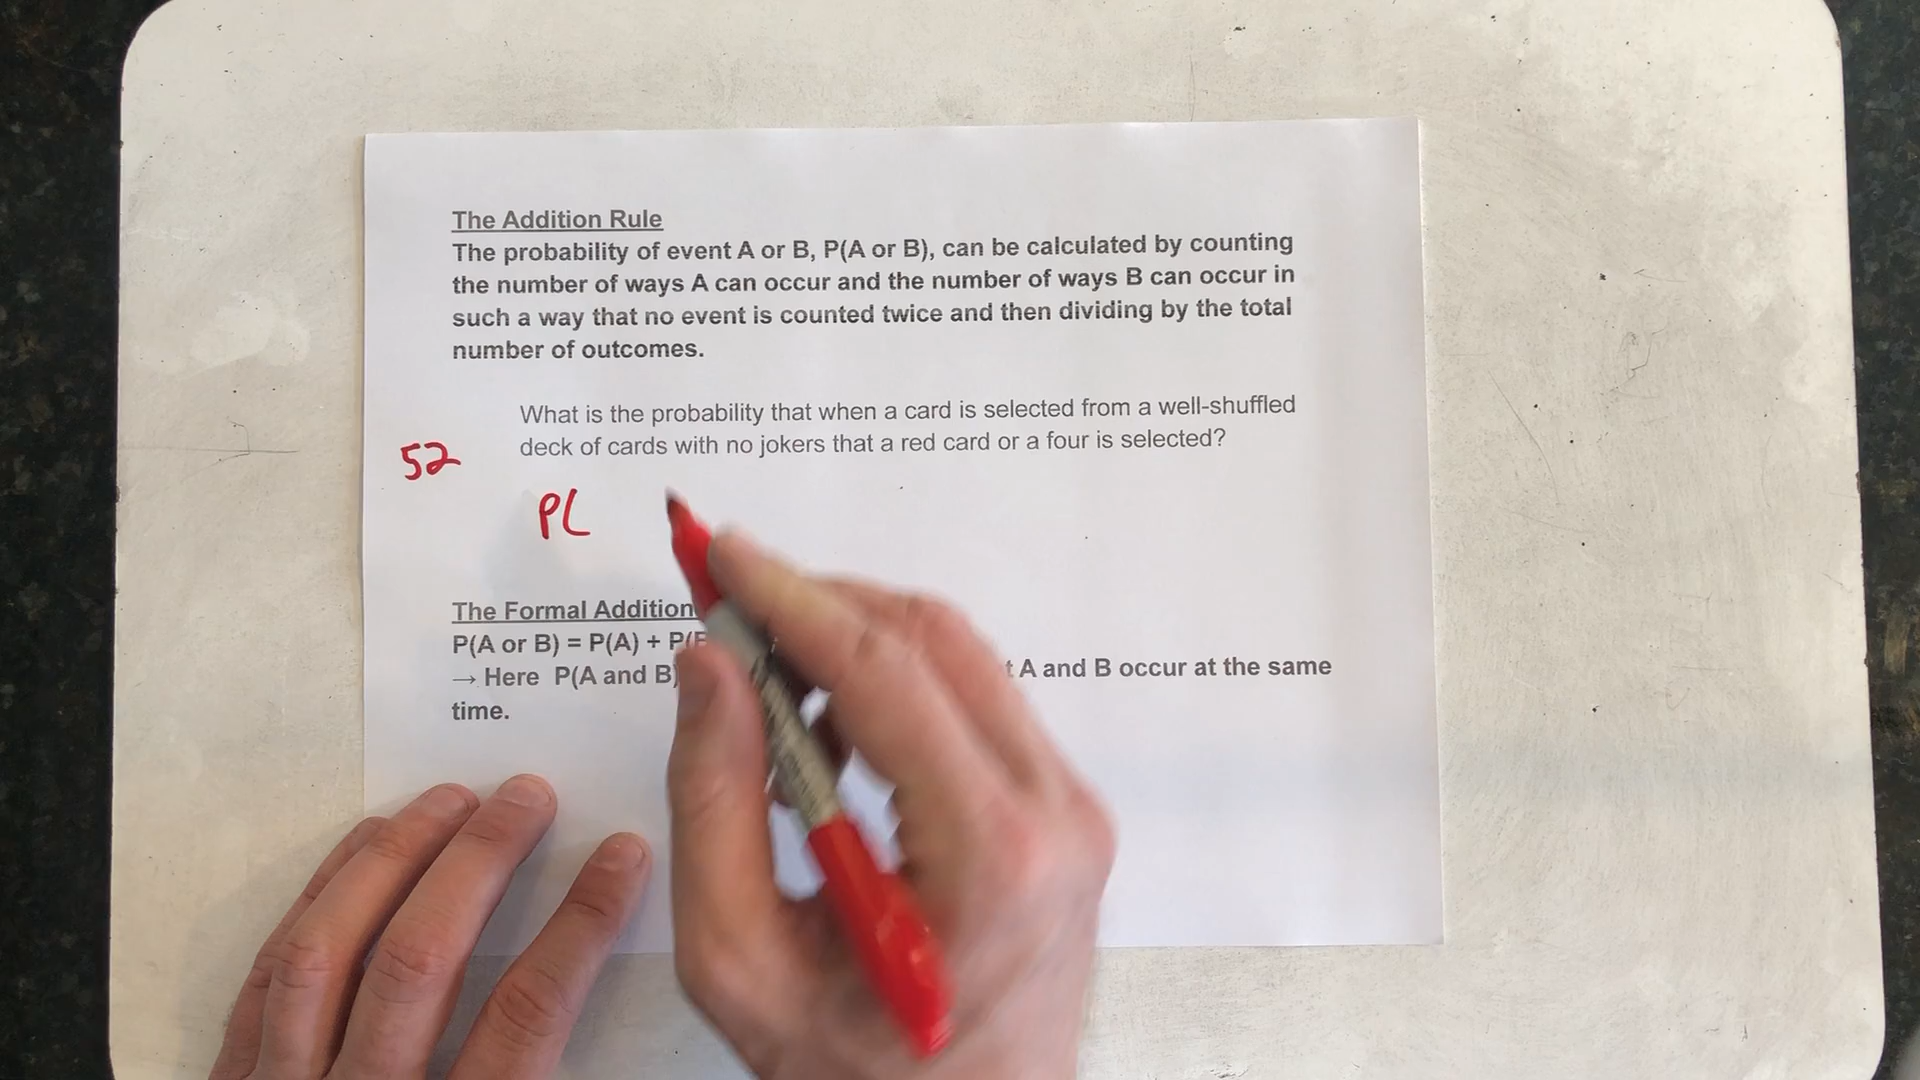 The Addition Rule
The probability of event A or B, P(A or B), can be calculated by counting
the number of ways A can occur and the number of ways B can occur in
such a way that no event is counted twice and then dividing by the total
number of outcomes.
What is the probability that when a card is selected from a well-shuffled
deck of cards with no jokers that a red card or a four is selected?
52
P(
The Formal Addition
P(A or B) = P(A) + P(
→ Here P(A and B) A and B occur at the same
time.